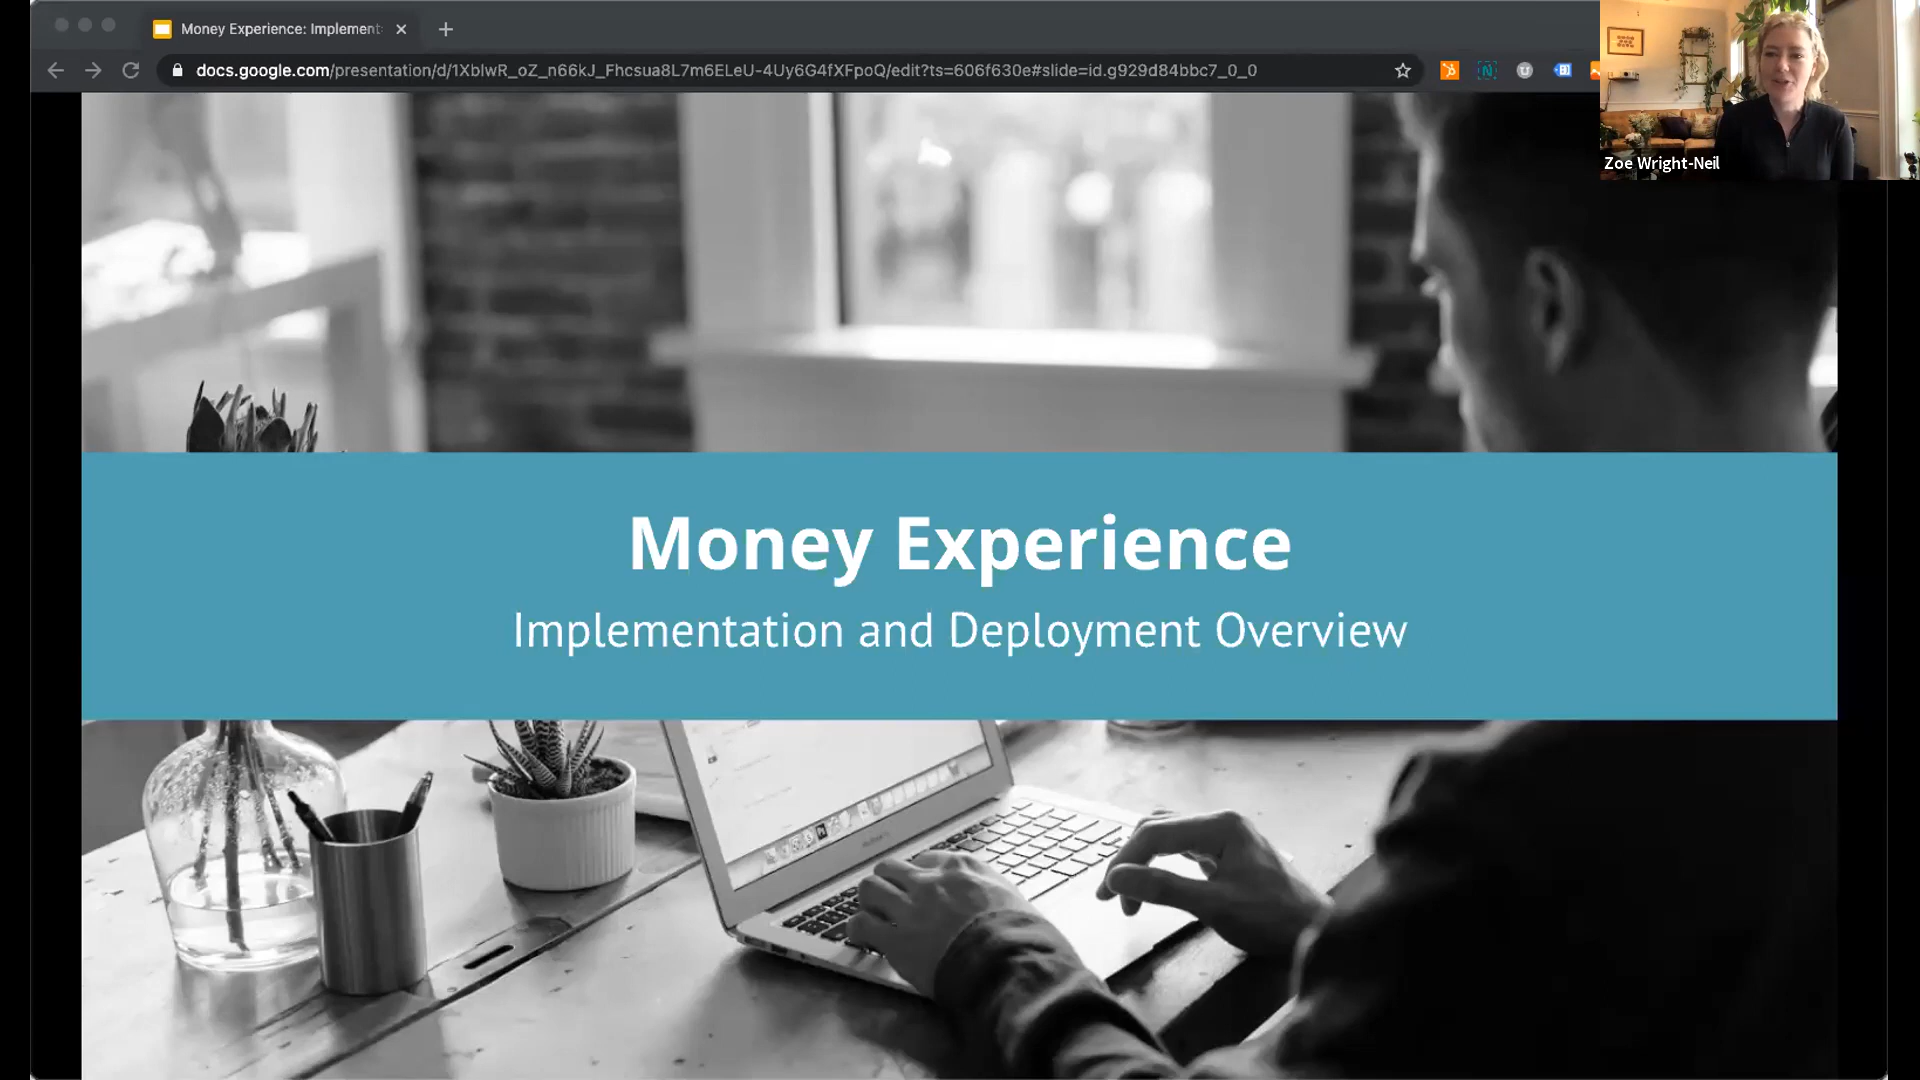 Money Experience: Implement
docs.google.com/presentation/d/1XblwR_oZ_n66kJ_Fhcsua8L7m6ELeU-4Uy6G4fXFpoQ/edit?ts=606f630e#slide=id.g929d84bbc7_0_0
Zoe Wright-Neil
Money Experience
Implementation and Deployment Overview